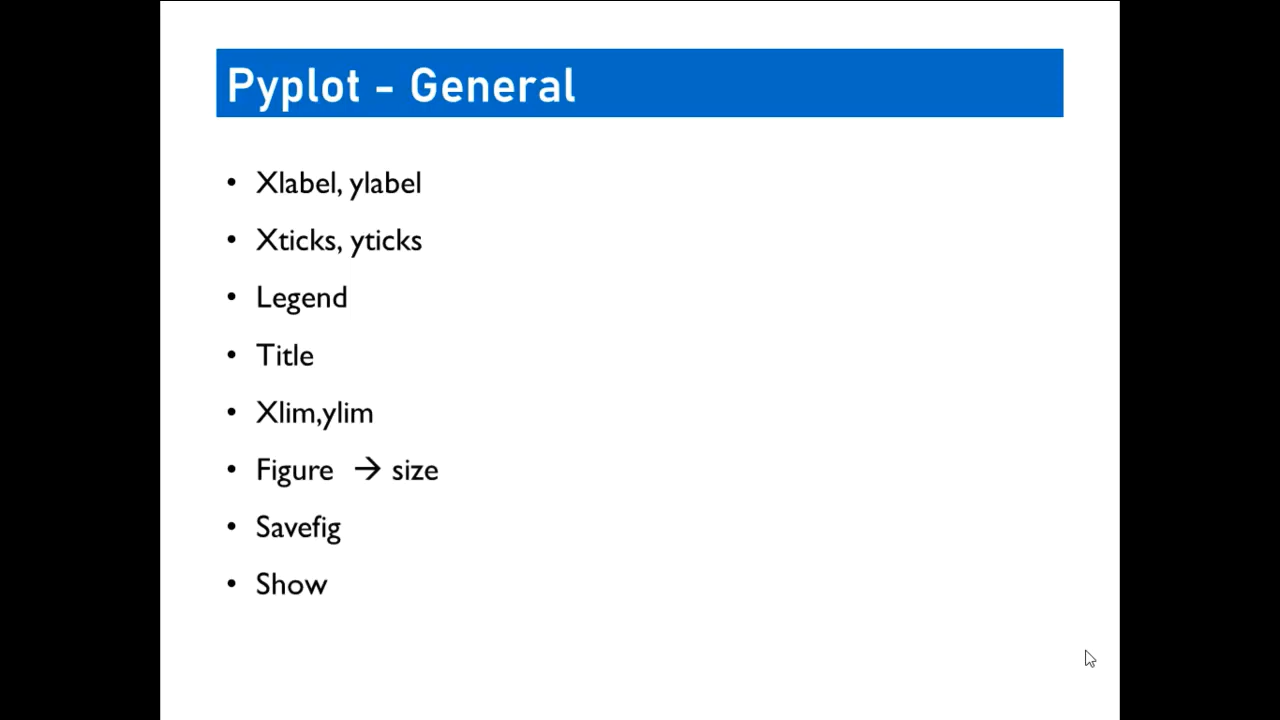 Pyplot - General
• Xlabel, ylabel
• Xticks, yticks
• Legend
• Title
• Xlim,ylim
• Figure → size
• Savefig
• Show